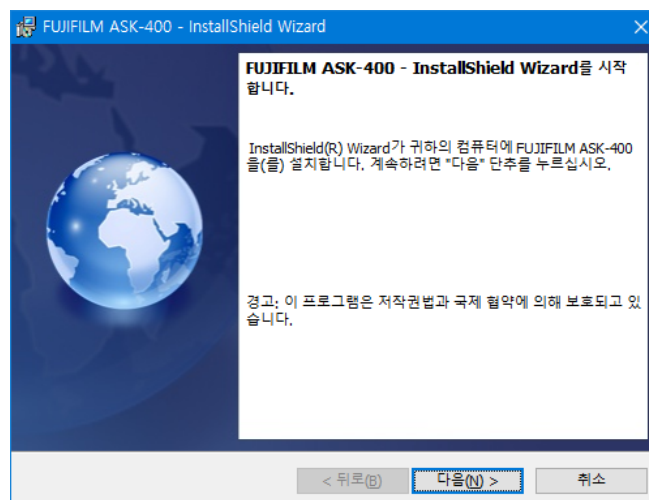 FUJIFILM ASK-400 - InstallShield Wizard
FUJIFILM ASK-400 - InstallShield Wizard를 시작
합니다.
InstallShield(R) Wizard가 귀하의 컴퓨터에 FUJIFILM ASK-400
을(를) 설치합니다. 계속하려면 "다음" 단추를 누르십시오.
경고: 이 프로그램은 저작권법과 국제 협약에 의해 보호되고 있
습니다.
< 뒤로(B) 다음(N) > 취소